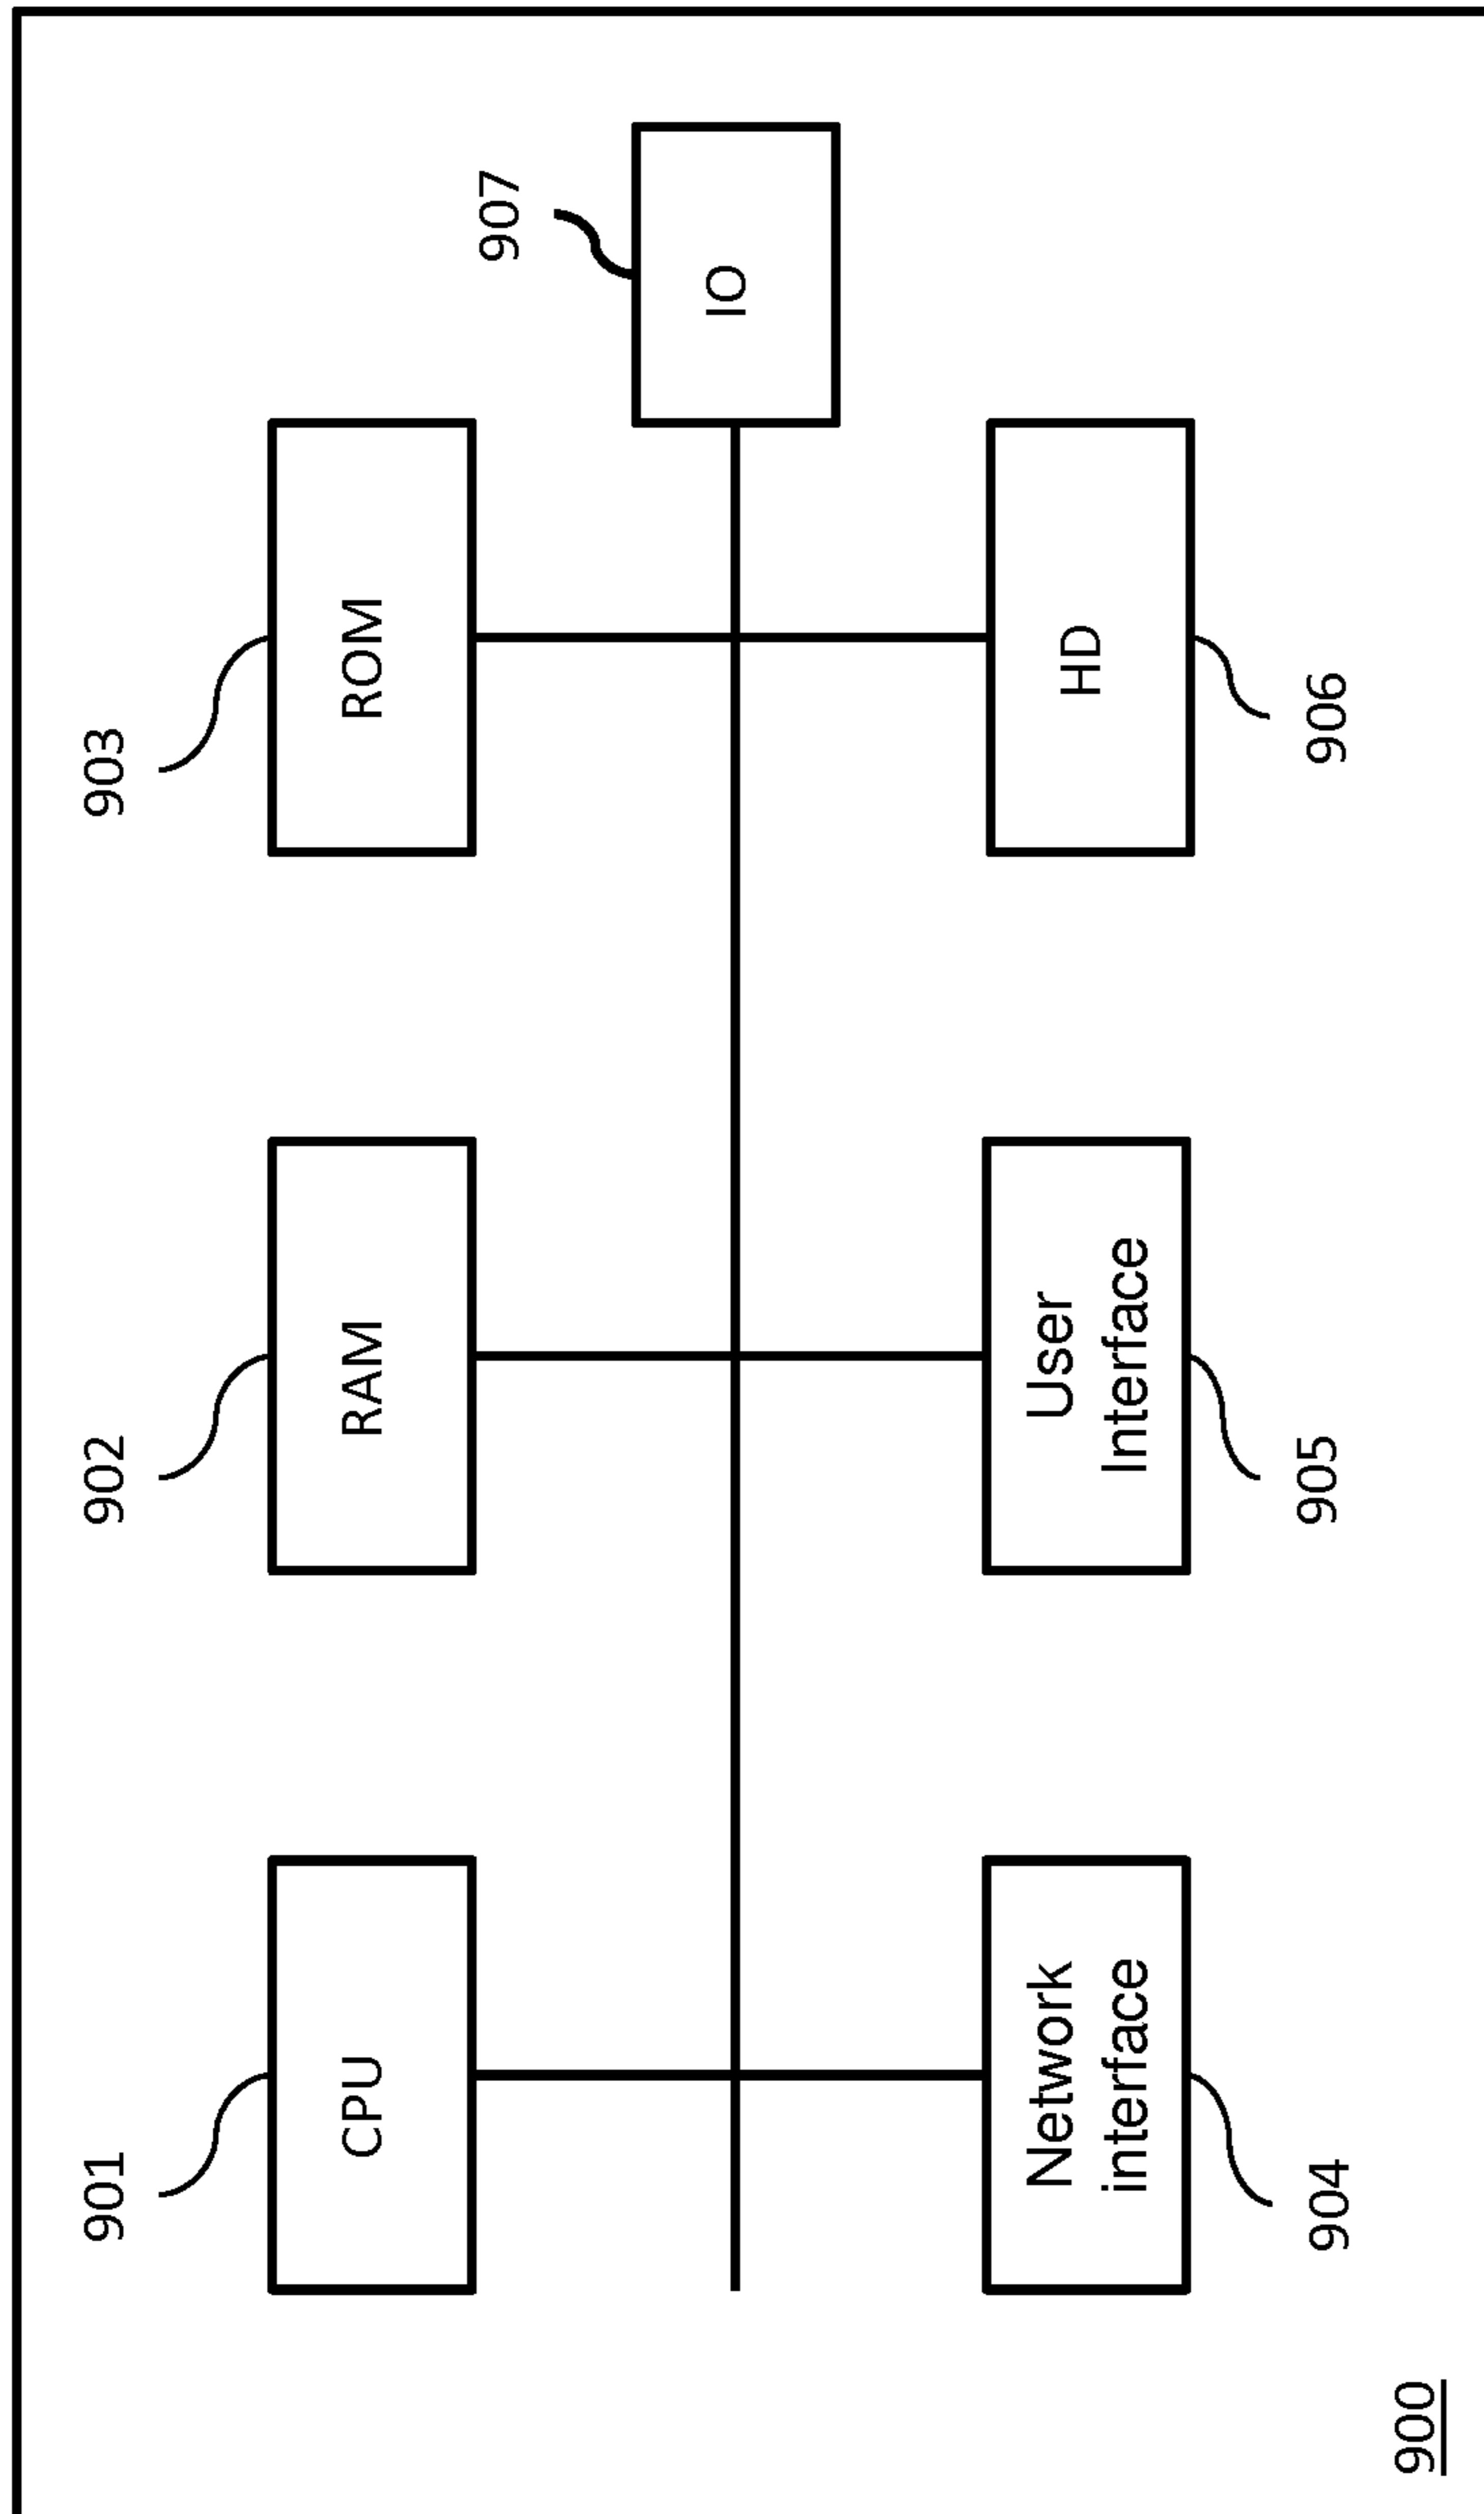 901
902
903
CPU
RAM
ROM
907
IO
Network
interface
User
Interface
HD
904
905
906
900